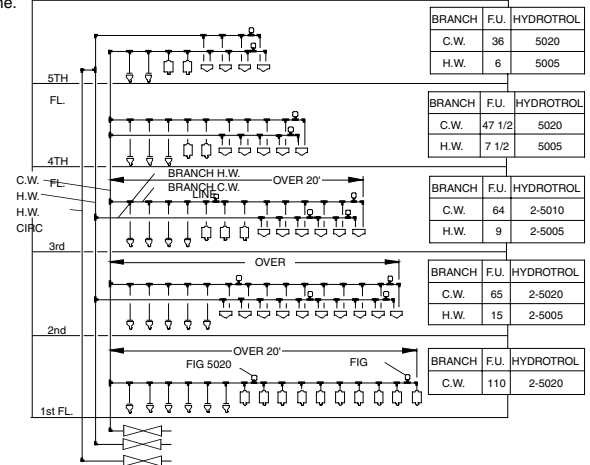 ne.
BRANCH F.U. HYDROTROL
C.W. 36 5020
H.W. 6 5005
5TH
FL.
BRANCH F.U. HYDROTROL
C.W. 47 1/2 5020
H.W. 7 1/2 5005
4TH
FL.
C.W.
H.W.
H.W.
CIRC
BRANCH H.W.
BRANCH C.W.
LINE
OVER 20'
BRANCH F.U. HYDROTROL
C.W. 64 2-5010
H.W. 9 2-5005
3rd
OVER
BRANCH F.U. HYDROTROL
C.W. 65 2-5020
H.W. 15 2-5005
2nd
OVER 20'
FIG 5020
FIG
BRANCH F.U. HYDROTROL
C.W. 110 2-5020
1st FL.